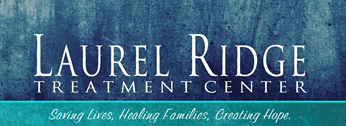 LAUREL RIDGE
TREATMENT CENTER
Saving Lives, Healing Families, Creating Hope.